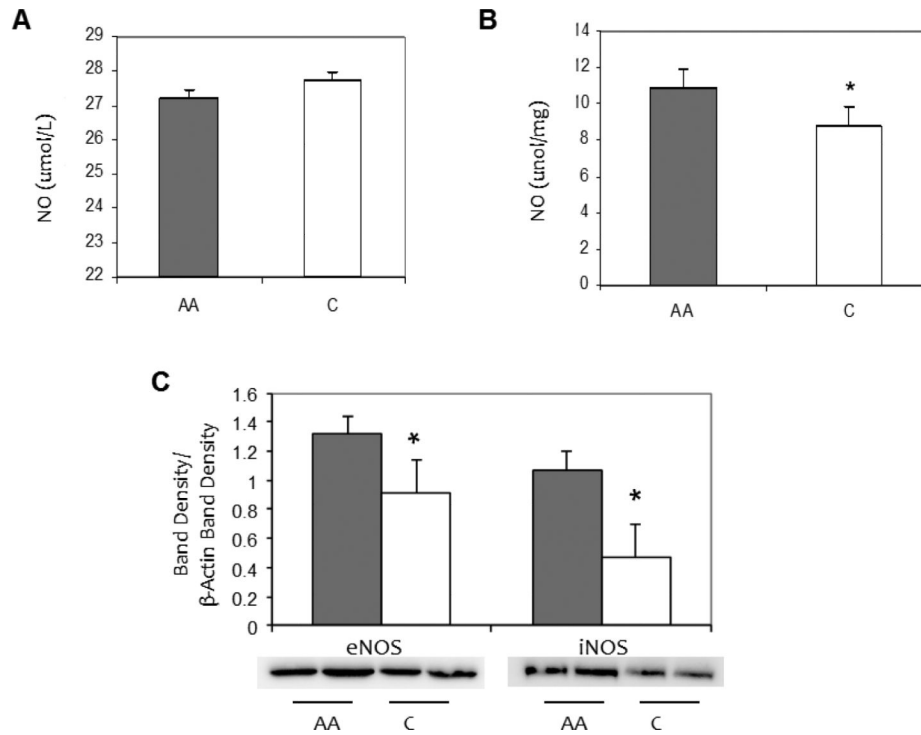 A
28
27
26
25
24
23
22
NO (umol/L)
AA C
B
14
12
10
8
6
4
2
0
NO (unol/mg)
*
AA C
C
1.6
1.4
1.2
1
0.8
0.6
0.4
0.2
0
Band Density/
β-Actin Band Density
*
*
eNOS iNOS
AA C AA C